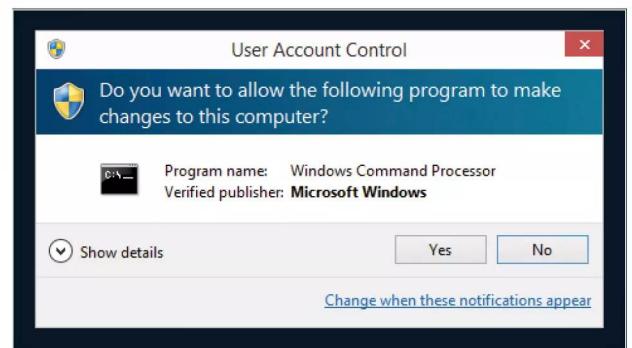 User Account Control
Do you want to allow the following program to make
changes to this computer?
C:\_
Program name: Windows Command Processor
Verified publisher: Microsoft Windows
Show details
Yes No
Change when these notifications appear